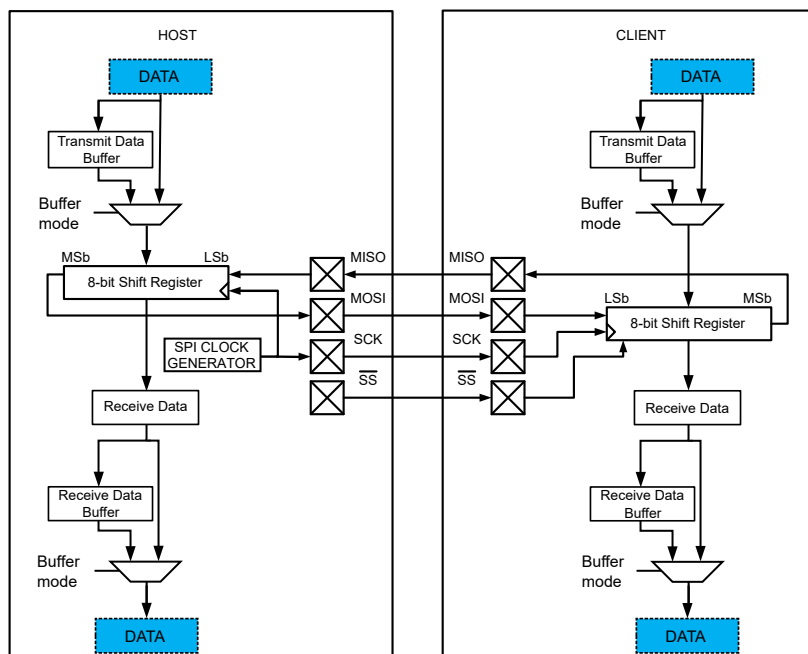 HOST
DATA
Transmit Data
Buffer
Buffer
mode
MSb
LSb
8-bit Shift Register
SPI CLOCK
GENERATOR
Receive Data
Receive Data
Buffer
Buffer
mode
DATA
MISO
MOSI
SCK
SS
MISO
MOSI
SCK
SS
CLIENT
DATA
Transmit Data
Buffer
Buffer
mode
LSb
MSb
8-bit Shift Register
Receive Data
Receive Data
Buffer
Buffer
mode
DATA